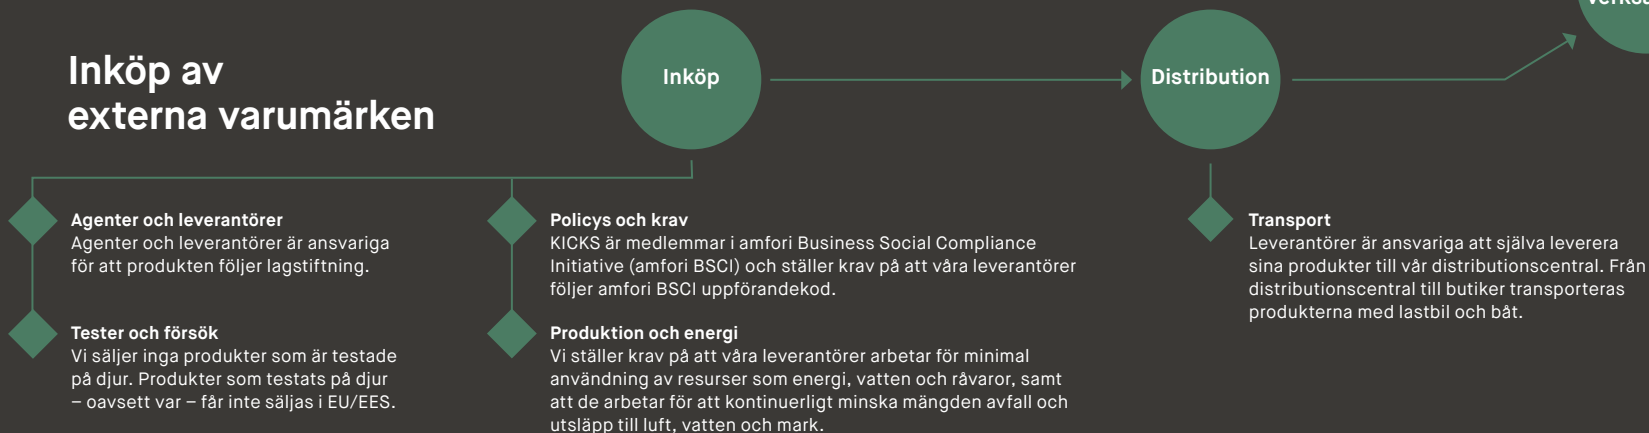 Inköp av
externa varumärken
Inköp
Distribution
Agenter och leverantörer
Agenter och leverantörer är ansvariga
för att produkten följer lagstiftning.
Tester och försök
Vi säljer inga produkter som är testade
på djur. Produkter som testats på djur
– oavsett var – får inte säljas i EU/EES.
Policys och krav
KICKS är medlemmar i amfori Business Social Compliance
Initiative (amfori BSCI) och ställer krav på att våra leverantörer
följer amfori BSCI uppförandekod.
Produktion och energi
Vi ställer krav på att våra leverantörer arbetar för minimal
användning av resurser som energi, vatten och råvaror, samt
att de arbetar för att kontinuerligt minska mängden avfall och
utsläpp till luft, vatten och mark.
Transport
Leverantörer är ansvariga att själva leverera
sina produkter till vår distributionscentral. Från
distributionscentral till butiker transporteras
produkterna med lastbil och båt.